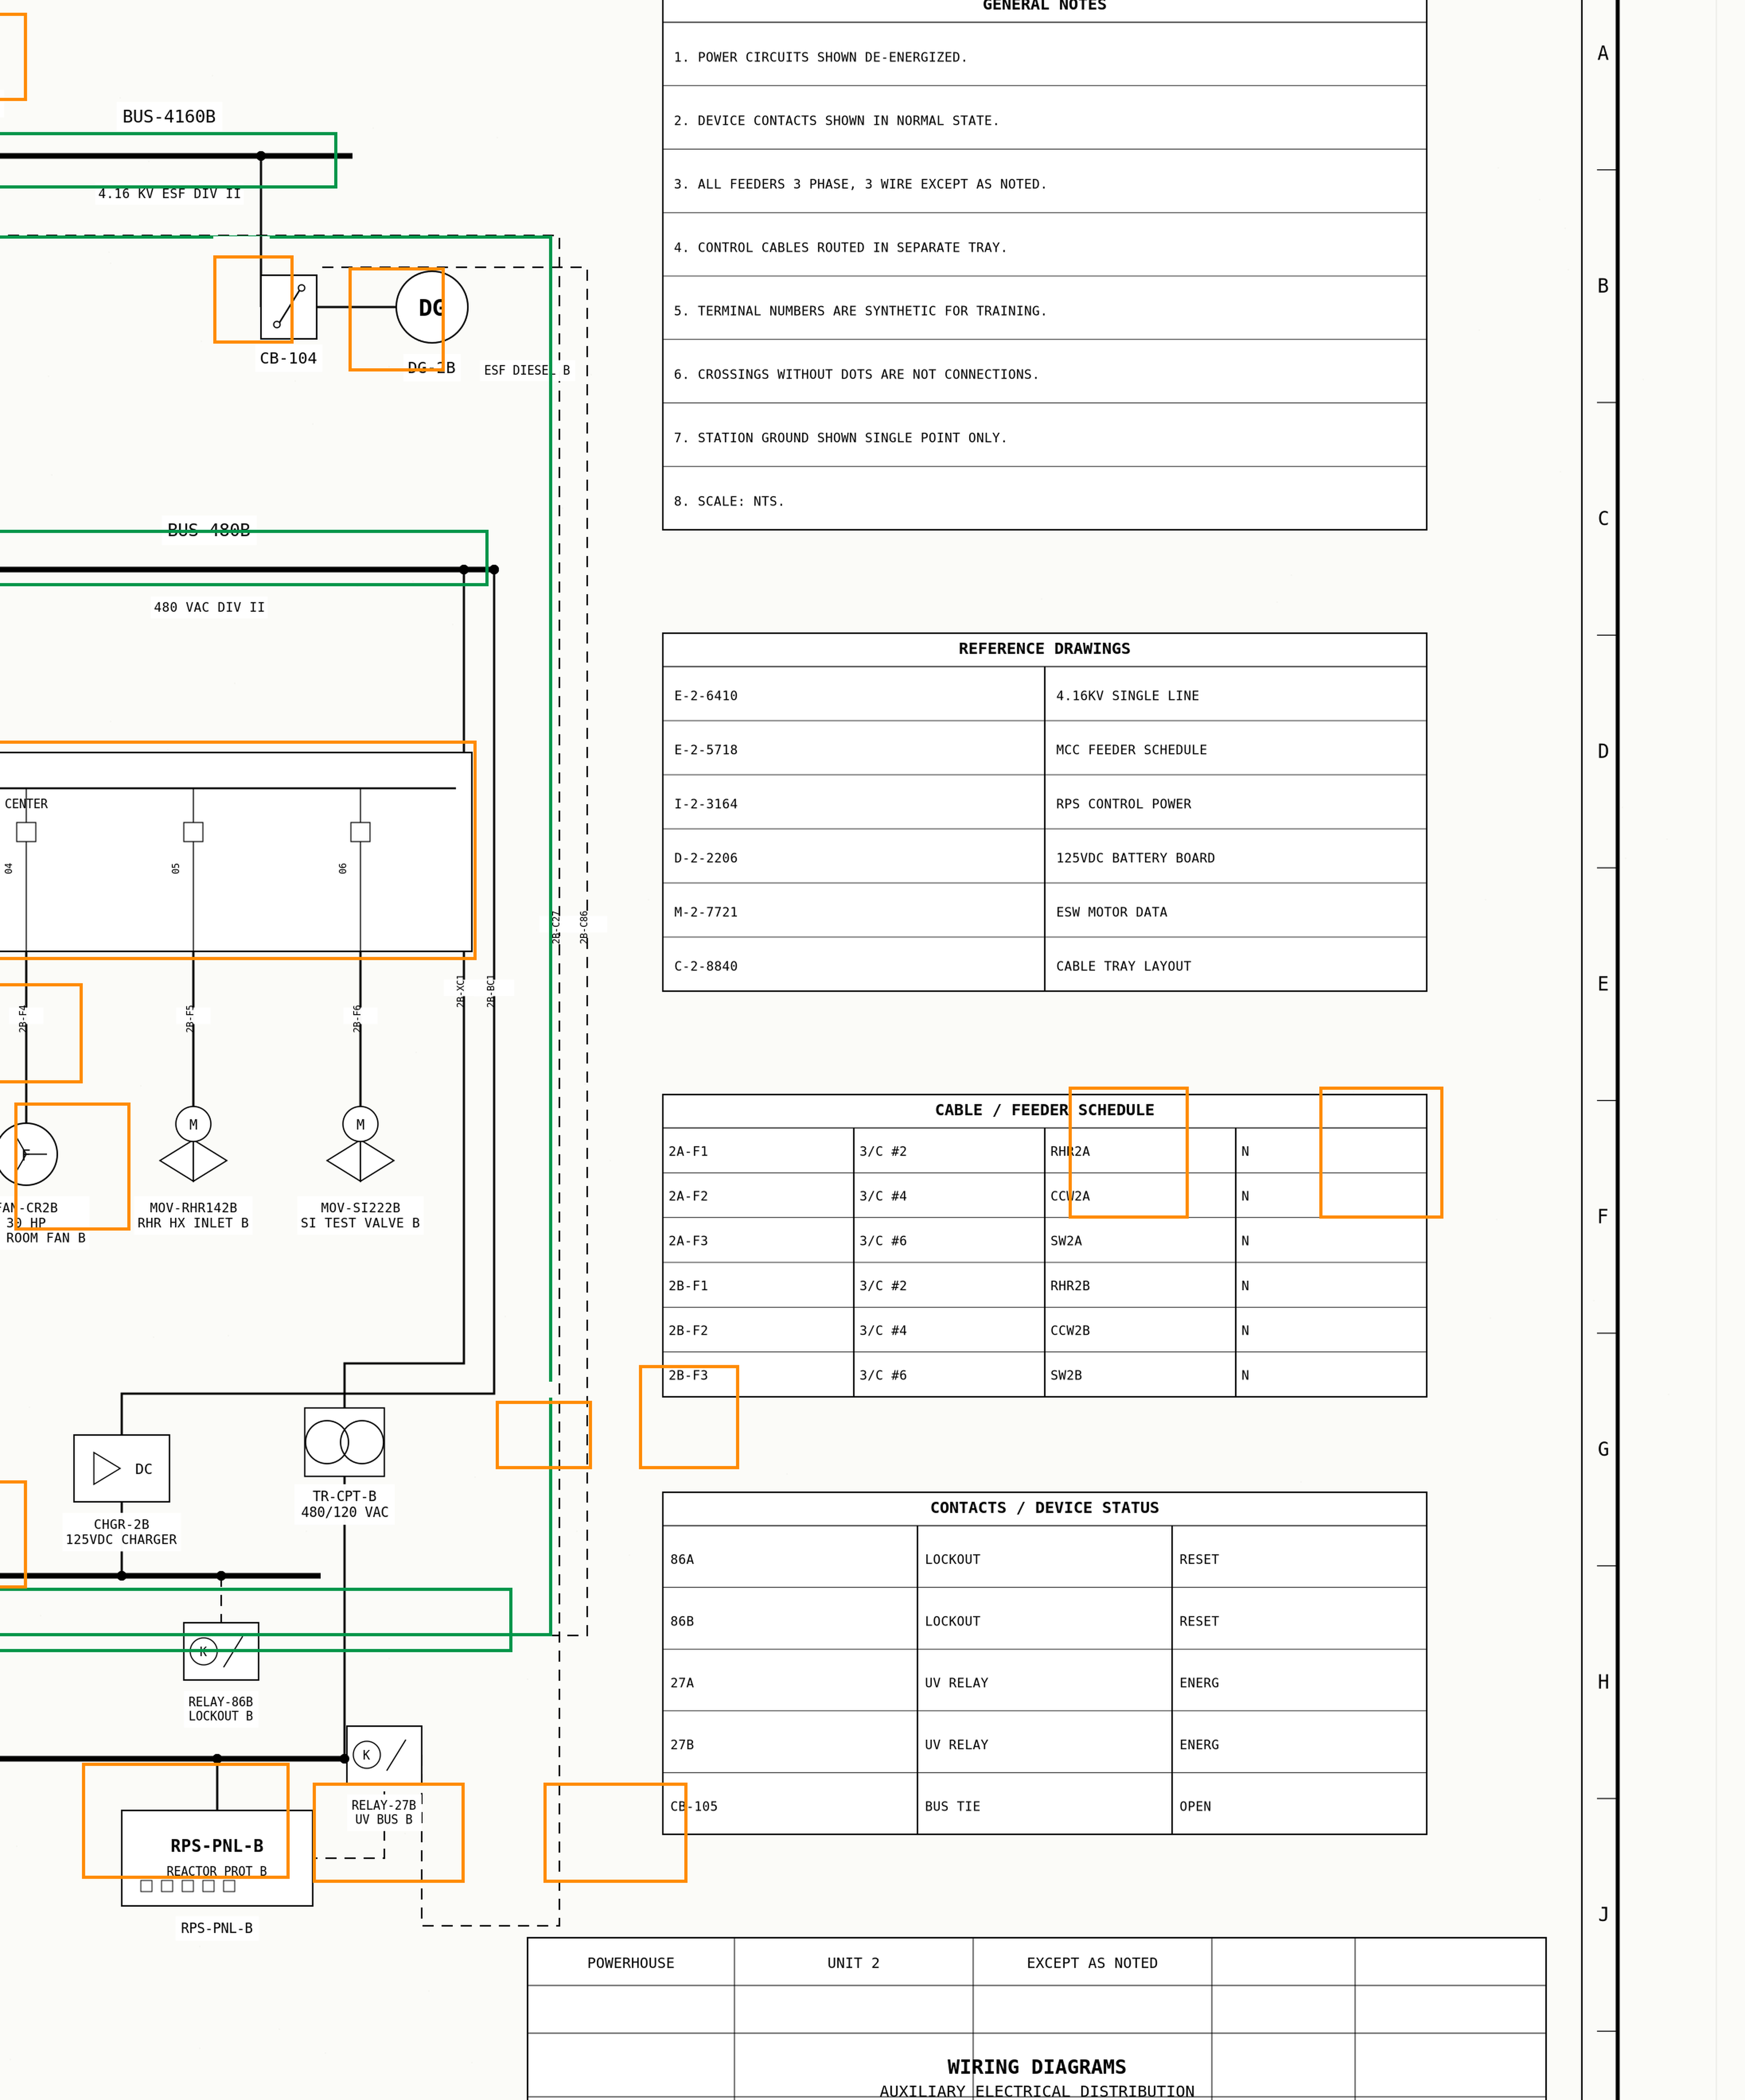 GENERAL NOTES
1. POWER CIRCUITS SHOWN DE-ENERGIZED.
2. DEVICE CONTACTS SHOWN IN NORMAL STATE.
3. ALL FEEDERS 3 PHASE, 3 WIRE EXCEPT AS NOTED.
4. CONTROL CABLES ROUTED IN SEPARATE TRAY.
5. TERMINAL NUMBERS ARE SYNTHETIC FOR TRAINING.
6. CROSSINGS WITHOUT DOTS ARE NOT CONNECTIONS.
7. STATION GROUND SHOWN SINGLE POINT ONLY.
8. SCALE: NTS.
A
B
C
D
E
F
G
H
J
BUS-4160B
4.16 KV ESF DIV II
DG
CB-104
DG-2B
ESF DIESEL B
BUS-480B
480 VAC DIV II
CENTER
04
05
06
2B-C27
2B-C86
2B-XC1
2B-BC1
2B-F4
2B-F5
2B-F6
F
M
M
FAN-CR2B
30 HP
ROOM FAN B
MOV-RHR142B
RHR HX INLET B
MOV-SI222B
SI TEST VALVE B
REFERENCE DRAWINGS
E-2-6410 4.16KV SINGLE LINE
E-2-5718 MCC FEEDER SCHEDULE
I-2-3164 RPS CONTROL POWER
D-2-2206 125VDC BATTERY BOARD
M-2-7721 ESW MOTOR DATA
C-2-8840 CABLE TRAY LAYOUT
CABLE / FEEDER SCHEDULE
2A-F1 3/C #2 RHR2A N
2A-F2 3/C #4 CCW2A N
2A-F3 3/C #6 SW2A N
2B-F1 3/C #2 RHR2B N
2B-F2 3/C #4 CCW2B N
2B-F3 3/C #6 SW2B N
DC
CHGR-2B
125VDC CHARGER
TR-CPT-B
480/120 VAC
K
RELAY-86B
LOCKOUT B
K
RELAY-27B
UV BUS B
RPS-PNL-B
REACTOR PROT B
RPS-PNL-B
CONTACTS / DEVICE STATUS
86A LOCKOUT RESET
86B LOCKOUT RESET
27A UV RELAY ENERG
27B UV RELAY ENERG
CB-105 BUS TIE OPEN
POWERHOUSE UNIT 2 EXCEPT AS NOTED
WIRING DIAGRAMS
AUXILIARY ELECTRICAL DISTRIBUTION